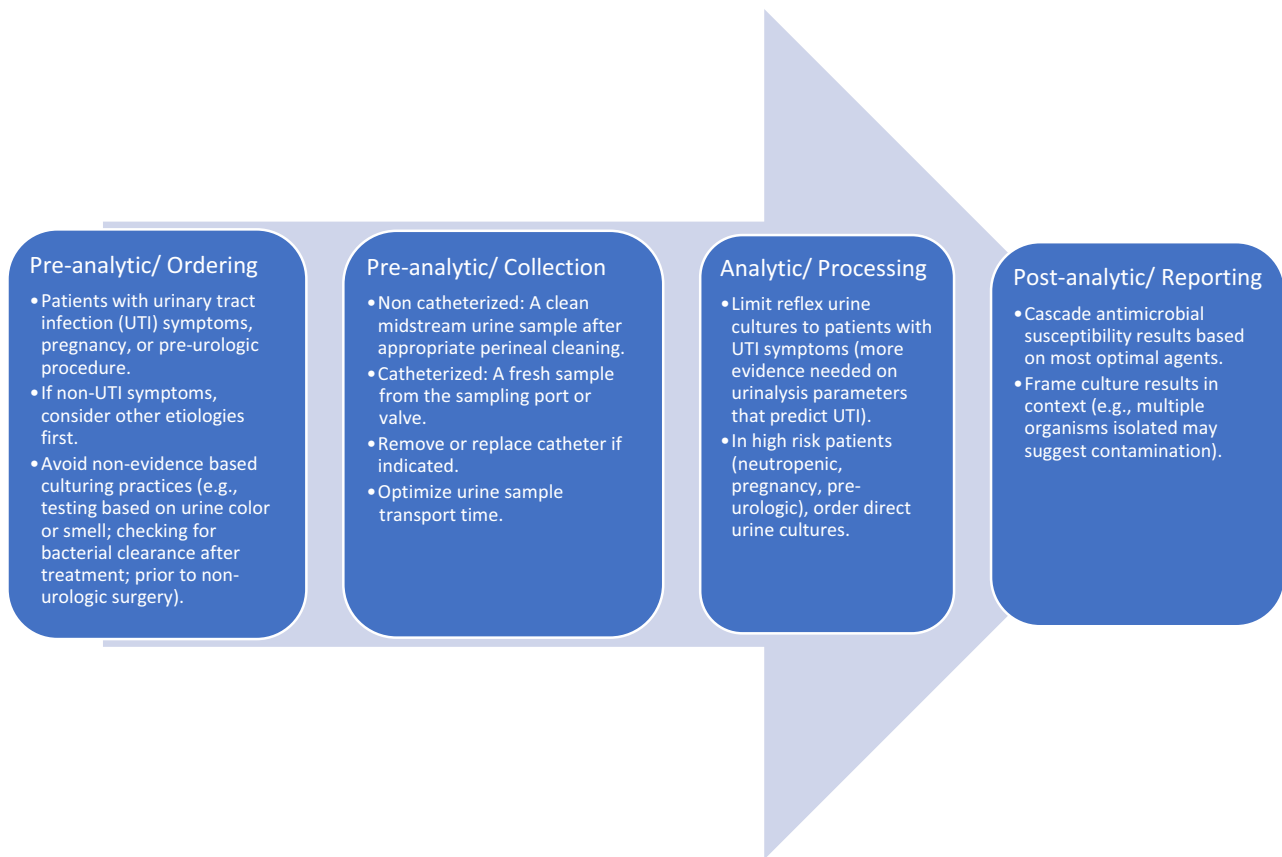 Pre-analytic/ Ordering
•Patients with urinary tract
infection (UTI) symptoms,
pregnancy, or pre-urologic
procedure.
•If non-UTI symptoms,
consider other etiologies
first.
•Avoid non-evidence based
culturing practices (e.g.,
testing based on urine color
or smell; checking for
bacterial clearance after
treatment; prior to non-
urologic surgery).
Pre-analytic/ Collection
•Non catheterized: A clean
midstream urine sample after
appropriate perineal cleaning.
•Catheterized: A fresh sample
from the sampling port or
valve.
•Remove or replace catheter if
indicated.
•Optimize urine sample
transport time.
Analytic/ Processing
•Limit reflex urine
cultures to patients with
UTI symptoms (more
evidence needed on
urinalysis parameters
that predict UTI).
•In high risk patients
(neutropenic,
pregnancy, pre-
urologic), order direct
urine cultures.
Post-analytic/ Reporting
•Cascade antimicrobial
susceptibility results based
on most optimal agents.
•Frame culture results in
context (e.g., multiple
organisms isolated may
suggest contamination).